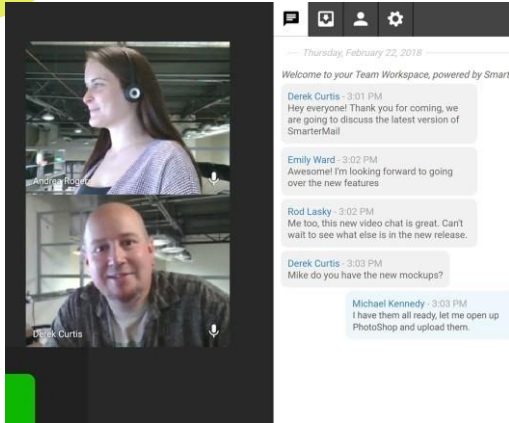 Andrea Rogers
Derek Curtis
Thursday, February 22, 2018
Welcome to your Team Workspace, powered by Smart
Derek Curtis - 3:01 PM
Hey everyone! Thank you for coming, we
are going to discuss the latest version of
SmarterMail
Emily Ward - 3:02 PM
Awesome! I'm looking forward to going
over the new features
Rod Lasky - 3:02 PM
Me too, this new video chat is great. Can't
wait to see what else is in the new release.
Derek Curtis - 3:03 PM
Mike do you have the new mockups?
Michael Kennedy - 3:03 PM
I have them all ready, let me open up
PhotoShop and upload them.